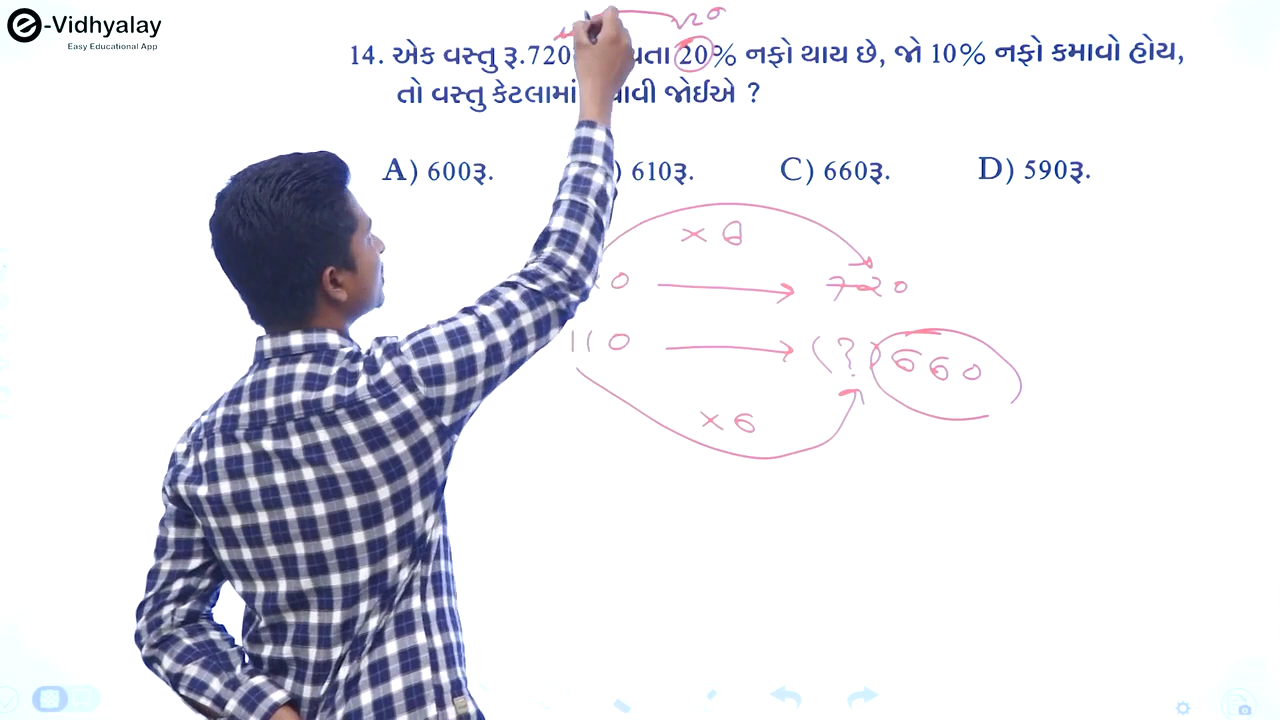 e-Vidhyalay
Easy Educational App
120
14. એક વસ્તુ રૂ.720 20% નફો થાય છે, જો 10% નફો કમાવો હોય,
તો વસ્તુ કેટલામાં જોઈએ ?
A) 600રૂ. ) 610રૂ. C) 660રૂ. D) 590રૂ.
× 6
720
110 (?) 660
× 6